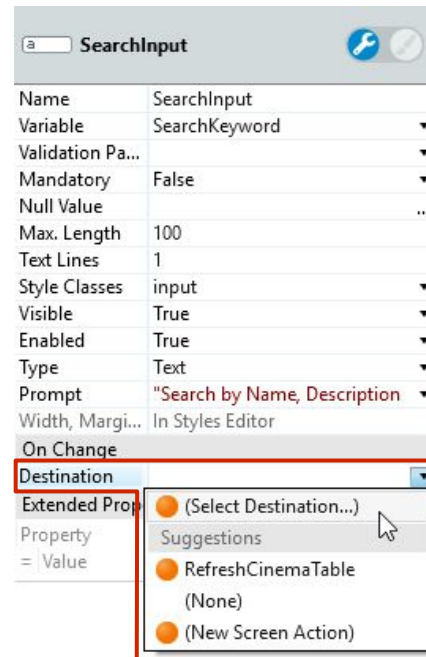 a SearchInput
Name SearchInput
Variable SearchKeyword
Validation Pa...
Mandatory False
Null Value ..
Max. Length 100
Text Lines 1
Style Classes input
Visible True
Enabled True
Type Text
Prompt "Search by Name, Description
Width, Margi... In Styles Editor
On Change
Destination
Extended Prop
(Select Destination...)
Property
Suggestions
= Value
RefreshCinemaTable
(None)
(New Screen Action)